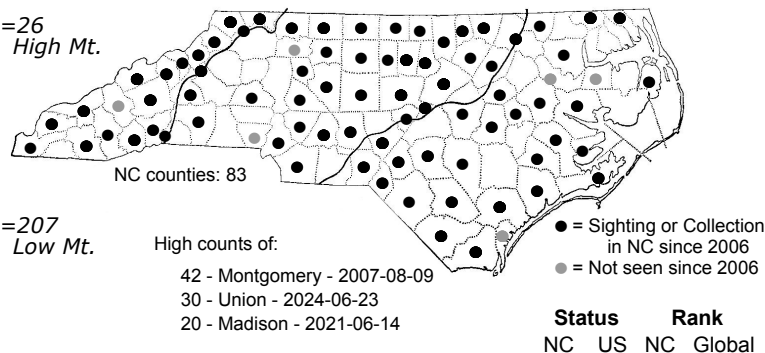 =26
High Mt.
NC counties: 83
=207
Low Mt.
High counts of:
42 - Montgomery - 2007-08-09
30 - Union - 2024-06-23
20 - Madison - 2021-06-14
● = Sighting or Collection
in NC since 2006
● = Not seen since 2006
Status Rank
NC US NC Global